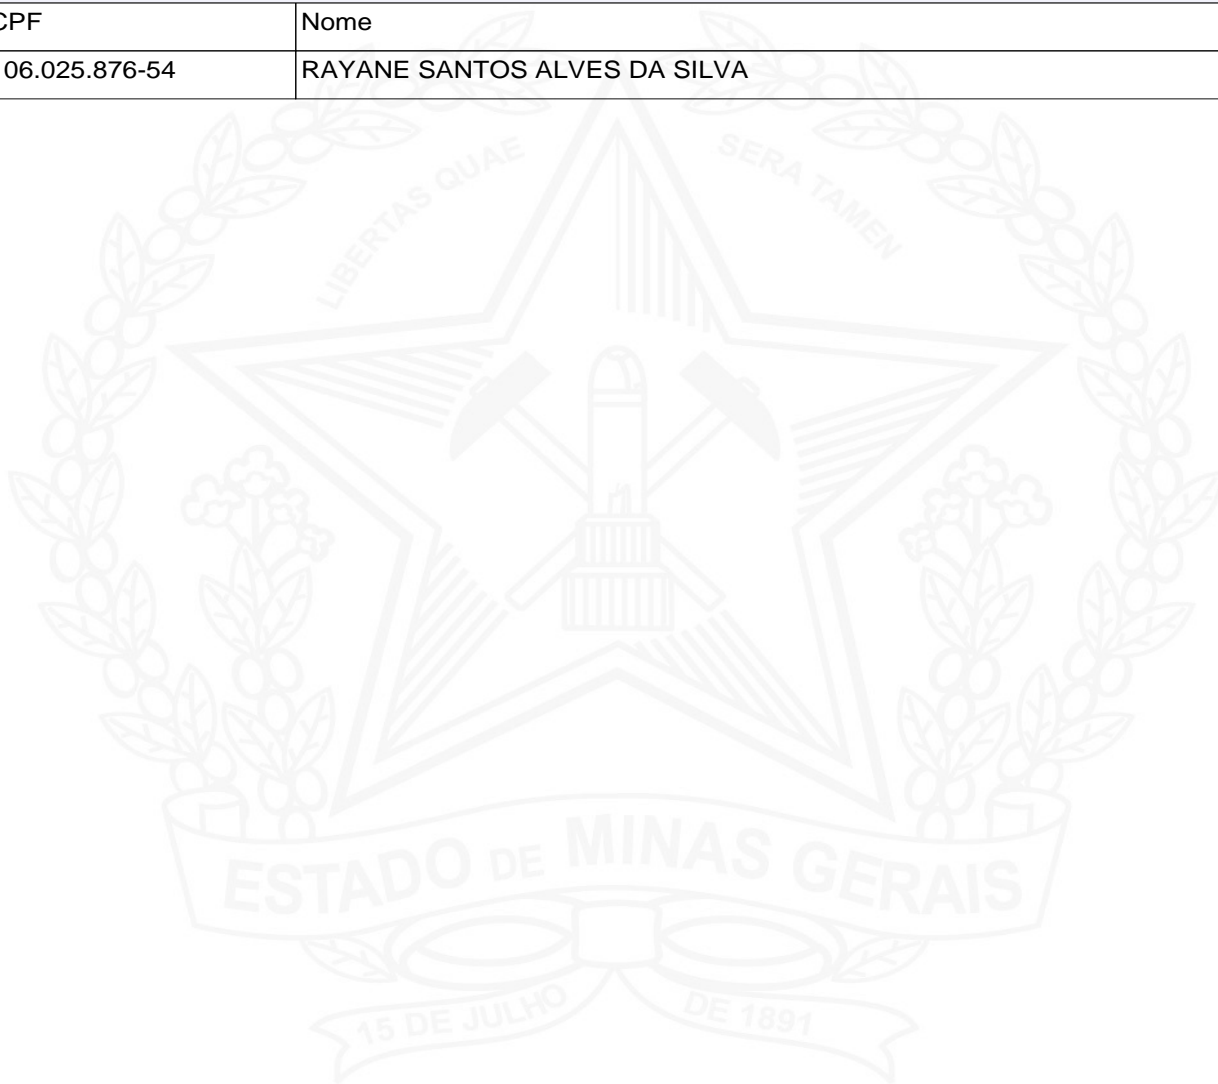 CPF Nome
06.025.876-54 RAYANE SANTOS ALVES DA SILVA
LIBERTAS QUAE SERA TAMEN
ESTADO DE MINAS GERAIS
15 DE JULHO DE 1891